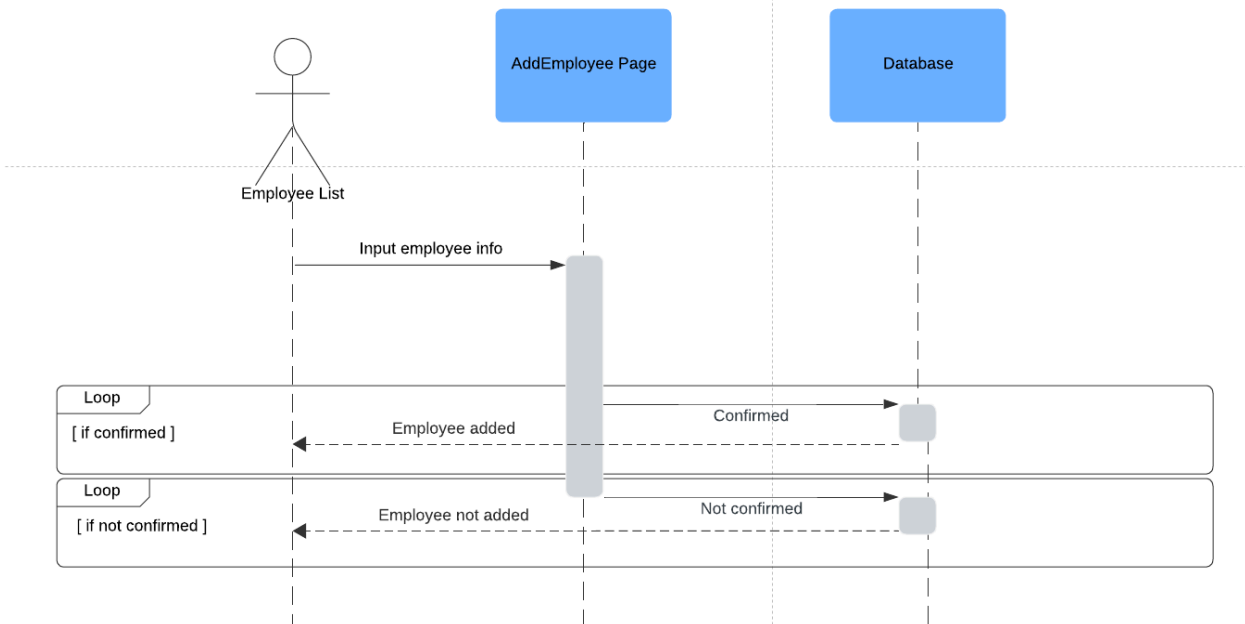 AddEmployee Page
Database
Employee List
Input employee info
Loop
Confirmed
[ if confirmed ]
Employee added
Loop
Not confirmed
[ if not confirmed ]
Employee not added